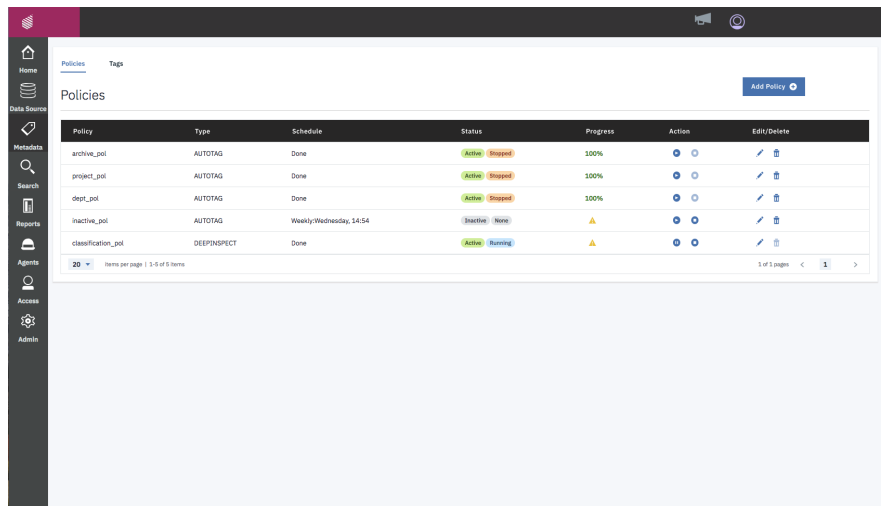 Home
Data Source
Metadata
Search
Reports
Agents
Access
Admin
Policies Tags
Policies
Add Policy
Policy Type Schedule Status Progress Action Edit/Delete
archive_pol AUTOTAG Done Active Stopped 100%
project_pol AUTOTAG Done Active Stopped 100%
dept_pol AUTOTAG Done Active Stopped 100%
inactive_pol AUTOTAG Weekly:Wednesday, 14:54 Inactive None
classification_pol DEEPINSPECT Done Active Running
20 items per page | 1-5 of 5 items 1 of 1 pages < 1 >